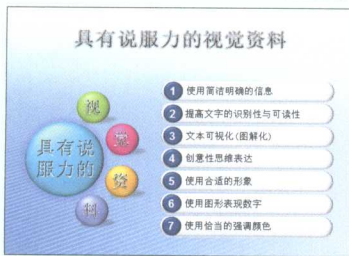 具有说服力的视觉资料
具有说
服力的
视
觉
资
料
1 使用简洁明确的信息
2 提高文字的识别性与可读性
3 文本可视化(图解化)
4 创意性思维表达
5 使用合适的形象
6 使用图形表现数字
7 使用恰当的强调颜色